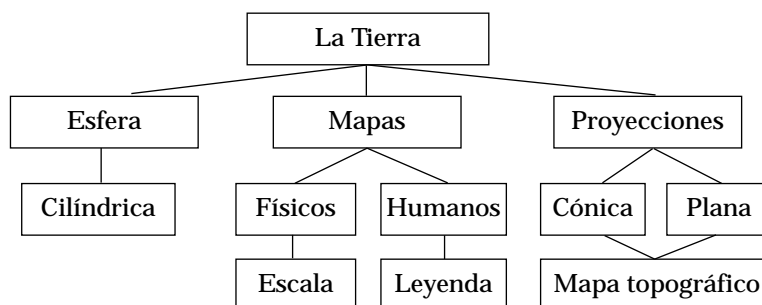 La Tierra
Esfera Mapas Proyecciones
Cilíndrica Físicos Humanos Cónica Plana
Escala Leyenda Mapa topográfico